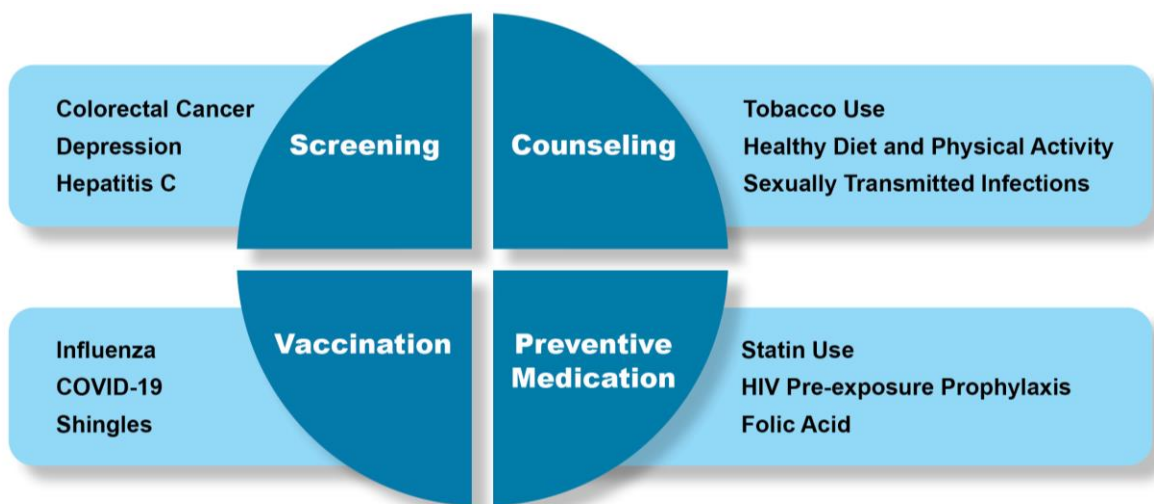 Screening
Colorectal Cancer
Depression
Hepatitis C
Counseling
Tobacco Use
Healthy Diet and Physical Activity
Sexually Transmitted Infections
Vaccination
Influenza
COVID-19
Shingles
Preventive
Medication
Statin Use
HIV Pre-exposure Prophylaxis
Folic Acid